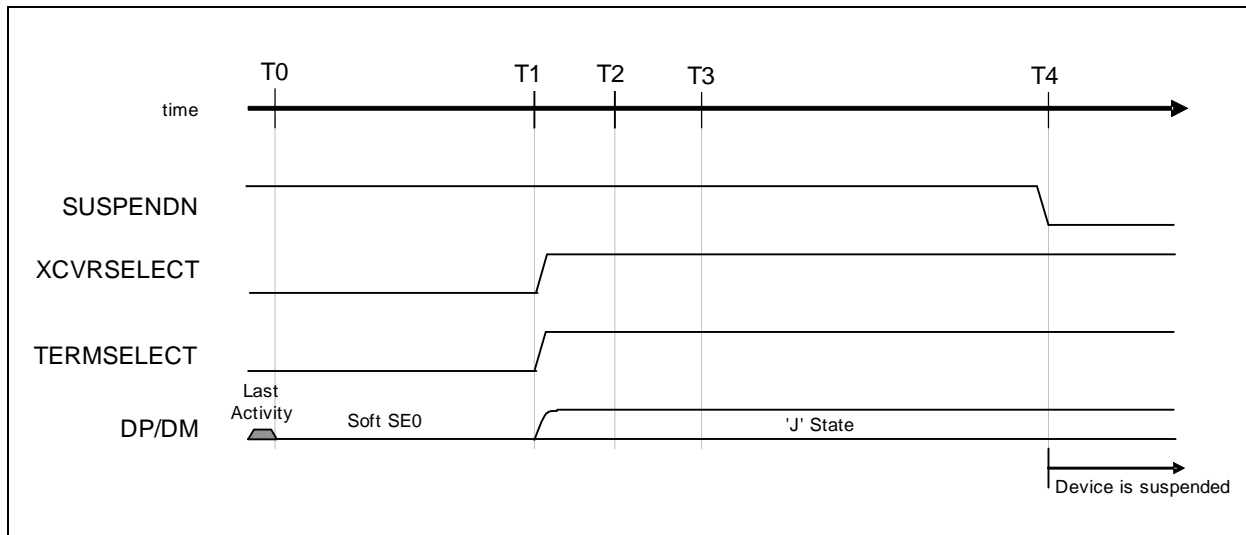 T0 T1 T2 T3 T4
time
SUSPENDN
XCVRSELECT
TERMSELECT
Last
Activity
DP/DM Soft SE0 'J' State
Device is suspended